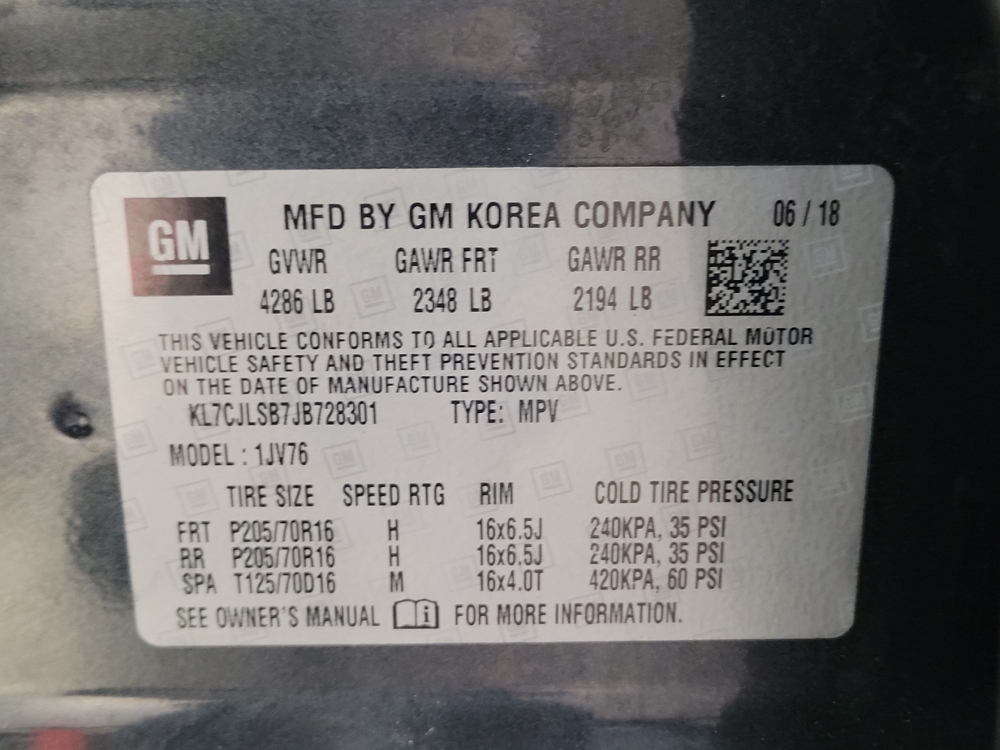 GM
MFD BY GM KOREA COMPANY 06 / 18
GVWR GAWR FRT GAWR RR
4286 LB 2348 LB 2194 LB
THIS VEHICLE CONFORMS TO ALL APPLICABLE U.S. FEDERAL MOTOR
VEHICLE SAFETY AND THEFT PREVENTION STANDARDS IN EFFECT
ON THE DATE OF MANUFACTURE SHOWN ABOVE.
KL7CJLSB7JB728301 TYPE: MPV
MODEL : 1JV76
TIRE SIZE SPEED RTG RIM COLD TIRE PRESSURE
FRT P205/70R16 H 16x6.5J 240KPA, 35 PSI
RR P205/70R16 H 16x6.5J 240KPA, 35 PSI
SPA T125/70D16 M 16x4.0T 420KPA, 60 PSI
SEE OWNER'S MANUAL FOR MORE INFORMATION.